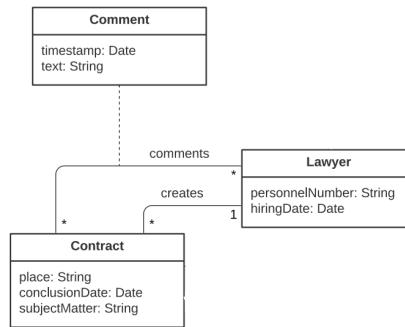 Comment
timestamp: Date
text: String
comments
*
*
Lawyer
personnelNumber: String
hiringDate: Date
creates
1
*
Contract
place: String
conclusionDate: Date
subjectMatter: String